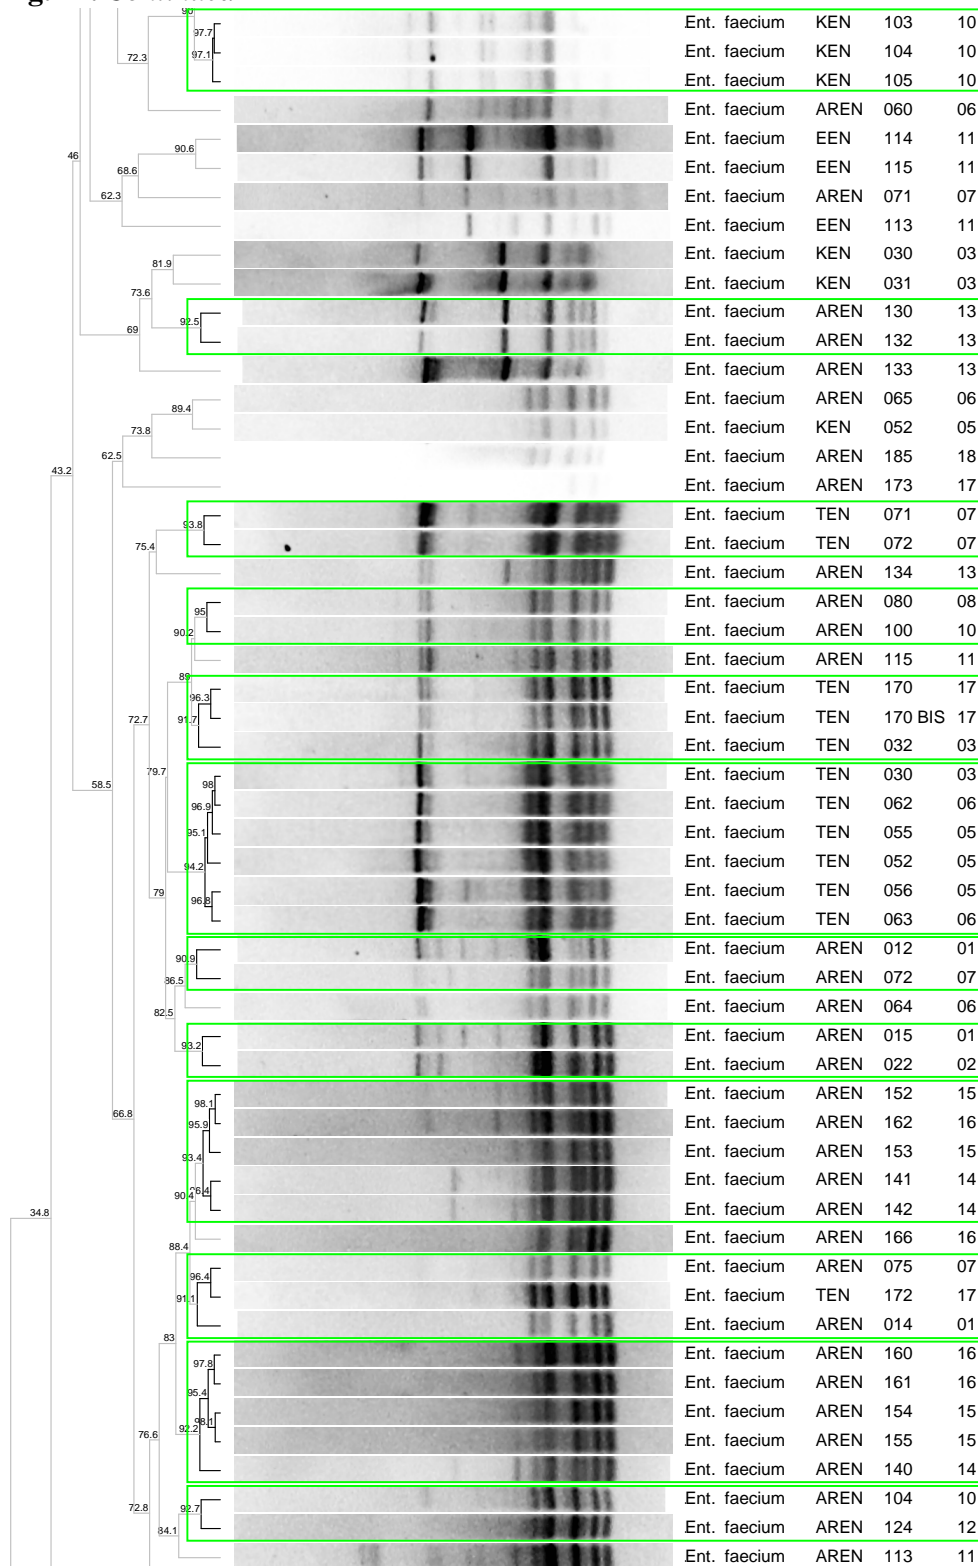 90
97.7
97.1
72.3
Ent. faecium KEN 103 10
Ent. faecium KEN 104 10
Ent. faecium KEN 105 10
Ent. faecium AREN 060 06
46
90.6
68.6
62.3
Ent. faecium EEN 114 11
Ent. faecium EEN 115 11
Ent. faecium AREN 071 07
Ent. faecium EEN 113 11
81.9
73.6
92.5
69
Ent. faecium KEN 030 03
Ent. faecium KEN 031 03
Ent. faecium AREN 130 13
Ent. faecium AREN 132 13
Ent. faecium AREN 133 13
89.4
73.8
62.5
43.2
Ent. faecium AREN 065 06
Ent. faecium KEN 052 05
Ent. faecium AREN 185 18
Ent. faecium AREN 173 17
93.8
75.4
Ent. faecium TEN 071 07
Ent. faecium TEN 072 07
Ent. faecium AREN 134 13
95
90.2
Ent. faecium AREN 080 08
Ent. faecium AREN 100 10
Ent. faecium AREN 115 11
89
96.3
91.7
72.7
Ent. faecium TEN 170 17
Ent. faecium TEN 170 BIS 17
Ent. faecium TEN 032 03
79.7
58.5
98
96.9
95.1
94.2
79
96.8
Ent. faecium TEN 030 03
Ent. faecium TEN 062 06
Ent. faecium TEN 055 05
Ent. faecium TEN 052 05
Ent. faecium TEN 056 05
Ent. faecium TEN 063 06
90.9
86.5
82.5
Ent. faecium AREN 012 01
Ent. faecium AREN 072 07
Ent. faecium AREN 064 06
93.2
Ent. faecium AREN 015 01
Ent. faecium AREN 022 02
98.1
66.8
95.9
93.4
96.4
90.4
Ent. faecium AREN 152 15
Ent. faecium AREN 162 16
Ent. faecium AREN 153 15
Ent. faecium AREN 141 14
Ent. faecium AREN 142 14
Ent. faecium AREN 166 16
34.8
88.4
96.4
91.1
Ent. faecium AREN 075 07
Ent. faecium TEN 172 17
Ent. faecium AREN 014 01
83
97.8
95.4
98.1
92.2
76.6
Ent. faecium AREN 160 16
Ent. faecium AREN 161 16
Ent. faecium AREN 154 15
Ent. faecium AREN 155 15
Ent. faecium AREN 140 14
92.7
72.8
84.1
Ent. faecium AREN 104 10
Ent. faecium AREN 124 12
Ent. faecium AREN 113 11